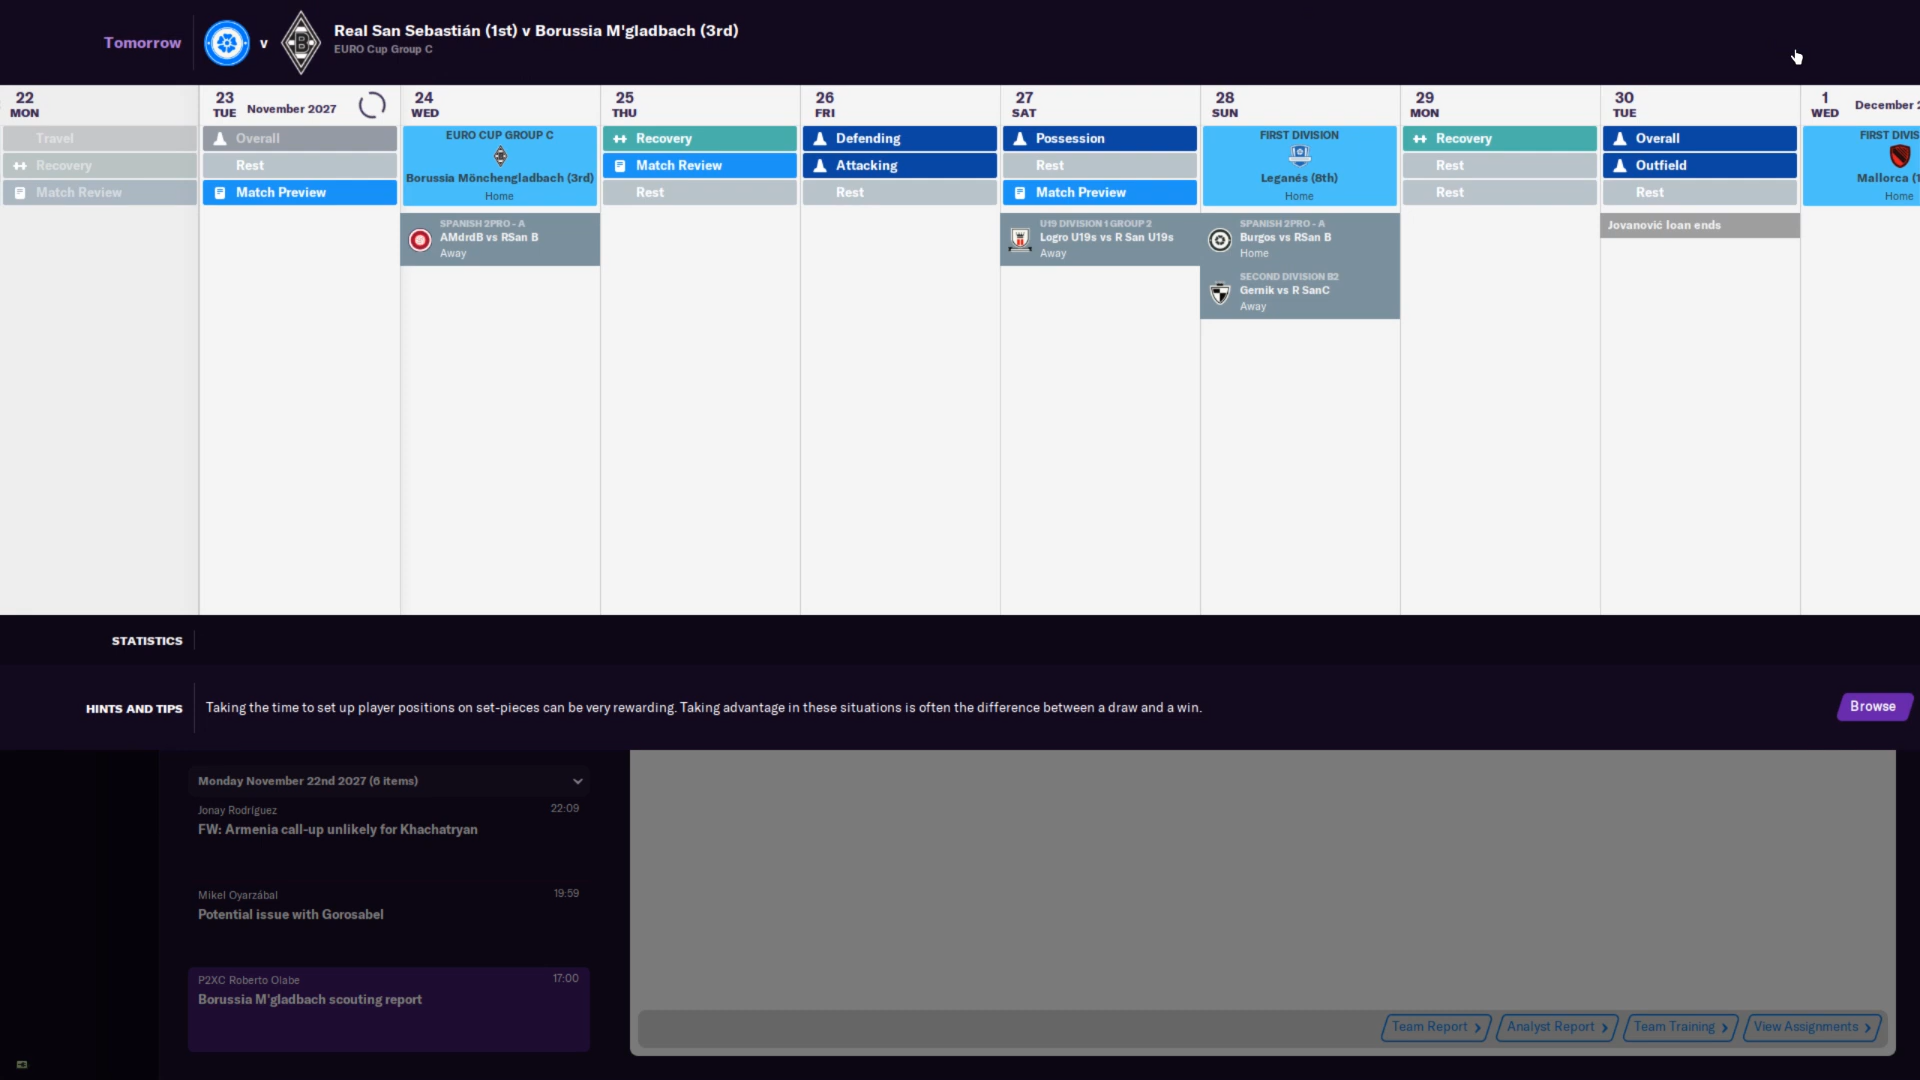 Tomorrow
v
Real San Sebastián (1st) v Borussia M'gladbach (3rd)
EURO Cup Group C
22
MON
Travel
Recovery
Match Review
23
TUE
November 2027
Overall
Rest
Match Preview
24
WED
EURO CUP GROUP C
Borussia Mönchengladbach (3rd)
Home
SPANISH 2PRO - A
AMdrdB vs RSan B
Away
25
THU
Recovery
Match Review
Rest
26
FRI
Defending
Attacking
Rest
27
SAT
Possession
Rest
Match Preview
U19 DIVISION 1 GROUP 2
Logro U19s vs R San U19s
Away
28
SUN
FIRST DIVISION
Leganés (8th)
Home
SPANISH 2PRO - A
Burgos vs RSan B
Home
SECOND DIVISION B2
Gernik vs R SanC
Away
29
MON
Recovery
Rest
Rest
30
TUE
Overall
Outfield
Rest
Jovanović loan ends
1
WED
December 2
FIRST DIVIS
Mallorca (1
Home
STATISTICS
HINTS AND TIPS
Taking the time to set up player positions on set-pieces can be very rewarding. Taking advantage in these situations is often the difference between a draw and a win.
Browse
Monday November 22nd 2027 (6 items)
Jonay Rodríguez
22:09
FW: Armenia call-up unlikely for Khachatryan
Mikel Oyarzábal
19:59
Potential issue with Gorosabel
P2XC Roberto Olabe
17:00
Borussia M'gladbach scouting report
Team Report
Analyst Report
Team Training
View Assignments